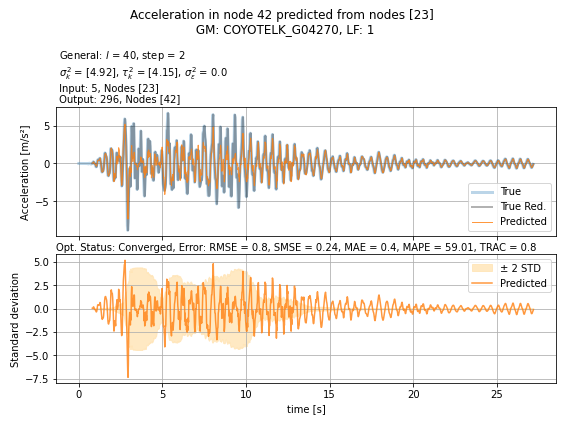 Acceleration in node 42 predicted from nodes [23]
GM: COYOTELK_G04270, LF: 1
General: l = 40, step = 2
σ²ₖ = [4.92], τ²ₖ = [4.15], σ²ₑ = 0.0
Input: 5, Nodes [23]
Output: 296, Nodes [42]
Acceleration [m/s²]
5
0
−5
True
True Red.
Predicted
Opt. Status: Converged, Error: RMSE = 0.8, SMSE = 0.24, MAE = 0.4, MAPE = 59.01, TRAC = 0.8
Standard deviation
5.0
2.5
0.0
−2.5
−5.0
−7.5
± 2 STD
Predicted
0 5 10 15 20 25
time [s]